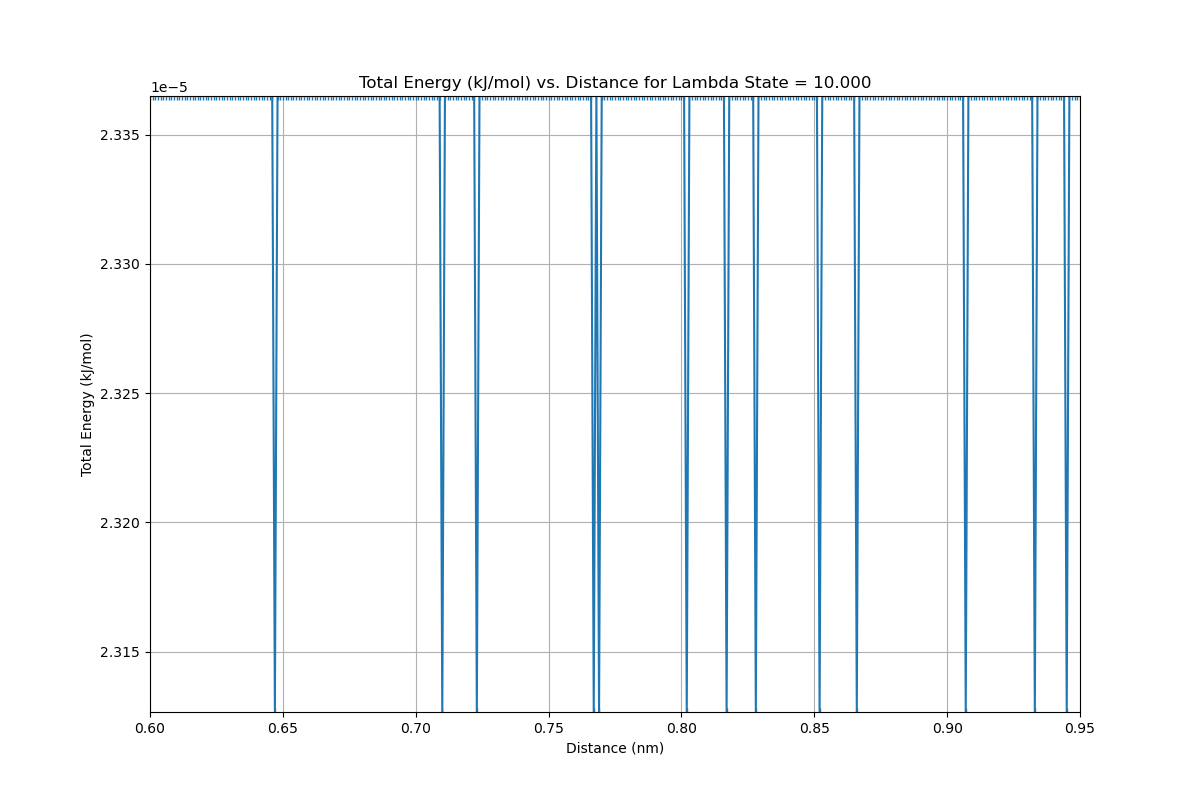 Total Energy (kJ/mol) vs. Distance for Lambda State = 10.000
1e−5
2.335
2.330
2.325
2.320
2.315
Total Energy (kJ/mol)
0.60 0.65 0.70 0.75 0.80 0.85 0.90 0.95
Distance (nm)